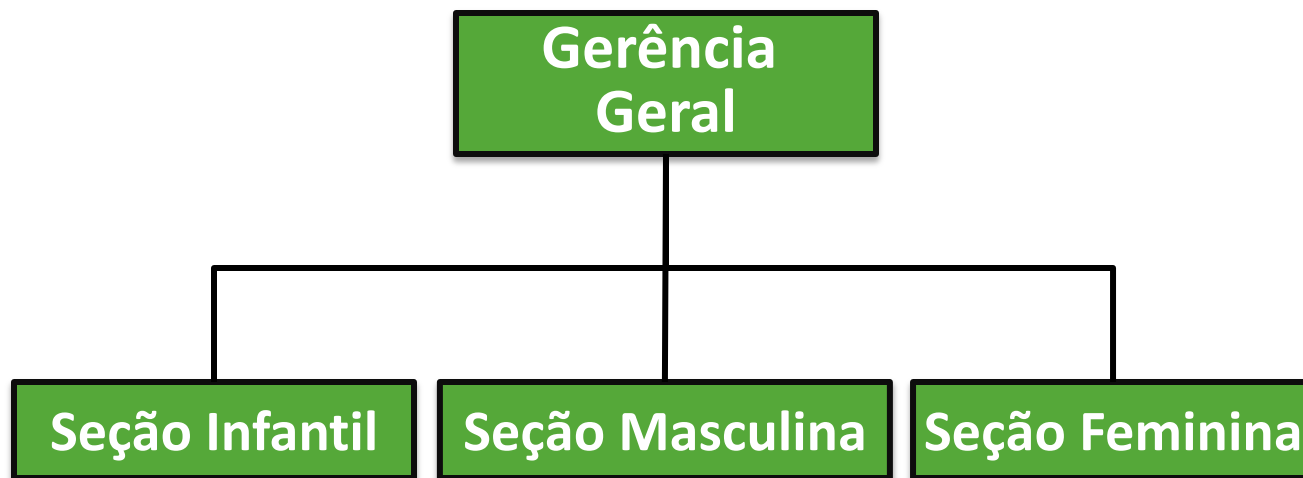 Gerência
Geral
Seção Infantil
Seção Masculina
Seção Feminina